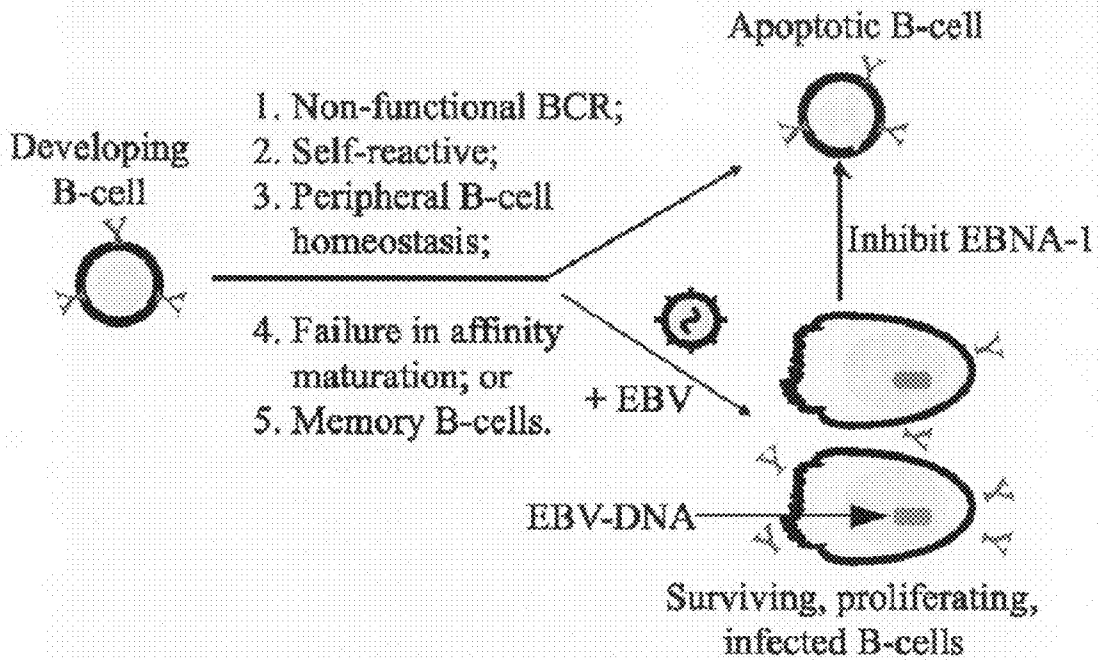 Apoptotic B-cell
Developing
B-cell
1. Non-functional BCR;
2. Self-reactive;
3. Peripheral B-cell
homeostasis;
4. Failure in affinity
maturation; or
5. Memory B-cells.
+ EBV
Inhibit EBNA-1
EBV-DNA
Surviving, proliferating,
infected B-cells